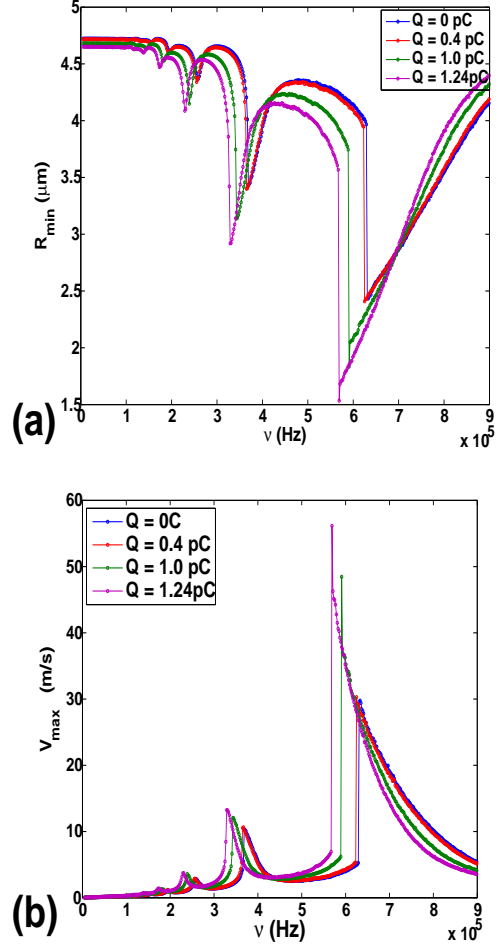 Q = 0 pC
Q = 0.4 pC
Q = 1.0 pC
Q = 1.24pC
5
4.5
4
3.5
3
2.5
2
1.5
R_min (μm)
0 1 2 3 4 5 6 7 8 9
x 10^5
ν (Hz)
(a)
Q = 0C
Q = 0.4 pC
Q = 1.0 pC
Q = 1.24pC
60
50
40
30
20
10
0
V_max (m/s)
0 1 2 3 4 5 6 7 8 9
x 10^5
ν (Hz)
(b)